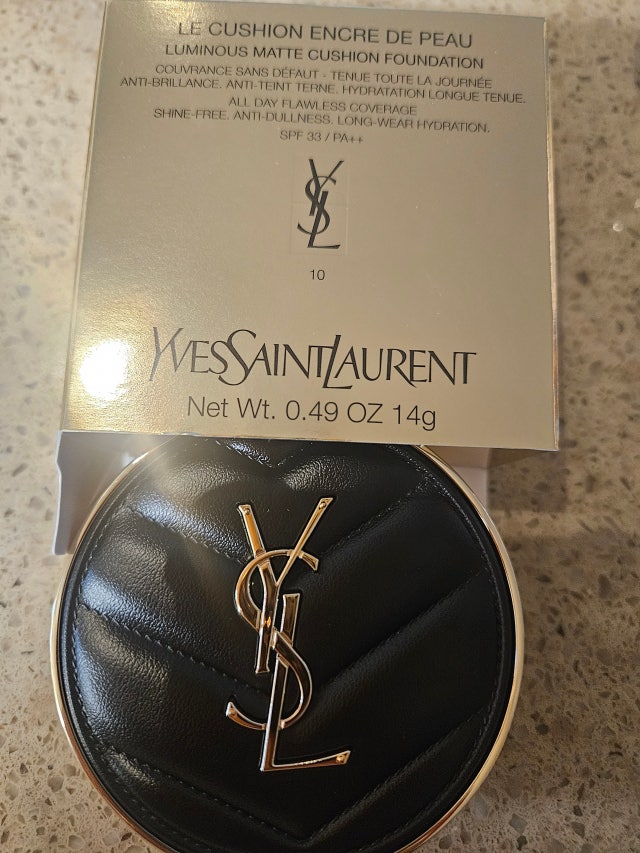 LE CUSHION ENCRE DE PEAU
LUMINOUS MATTE CUSHION FOUNDATION
COUVRANCE SANS DÉFAUT - TENUE TOUTE LA JOURNÉE
ANTI-BRILLANCE. ANTI-TEINT TERNE. HYDRATATION LONGUE TENUE.
ALL DAY FLAWLESS COVERAGE
SHINE-FREE. ANTI-DULLNESS. LONG-WEAR HYDRATION.
SPF 33 / PA++
YSL
10
YVESSAINTLAURENT
Net Wt. 0.49 OZ 14g
YSL